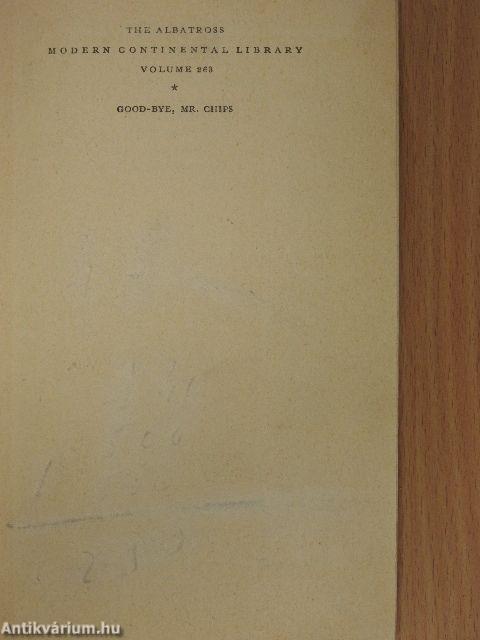 THE ALBATROSS
MODERN CONTINENTAL LIBRARY
VOLUME 263
*
GOOD-BYE, MR. CHIPS
Antikvárium.hu